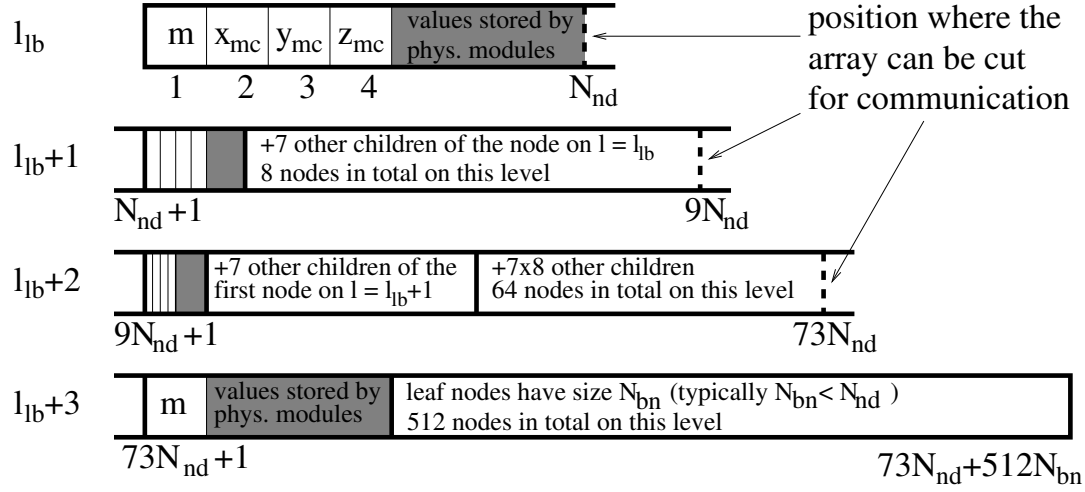 l_lb
m x_mc y_mc z_mc values stored by
phys. modules
1 2 3 4 N_nd
position where the
array can be cut
for communication
l_lb+1
+7 other children of the node on l = l_lb
8 nodes in total on this level
N_nd+1 9N_nd
l_lb+2
+7 other children of the
first node on l = l_lb+1
+7x8 other children
64 nodes in total on this level
9N_nd+1 73N_nd
l_lb+3
m values stored by
phys. modules
leaf nodes have size N_bn (typically N_bn< N_nd )
512 nodes in total on this level
73N_nd+1 73N_nd+512N_bn